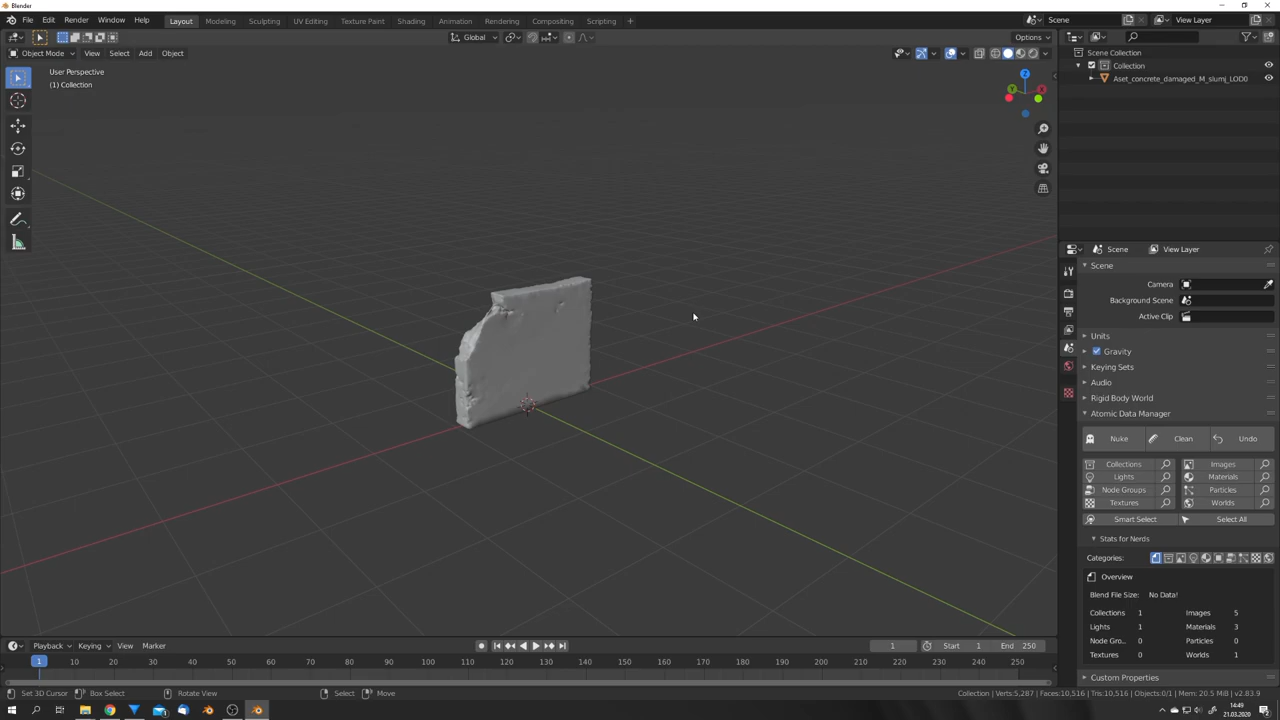 Blender
File Edit Render Window Help Layout Modeling Sculpting UV Editing Texture Paint Shading Animation Rendering Compositing Scripting + Scene View Layer
Global Options
Object Mode View Select Add Object
User Perspective
(1) Collection
Z
Y X
Scene Collection
Collection
Aset_concrete_damaged_M_slumj_LOD0
Scene View Layer
Scene
Camera
Background Scene
Active Clip
Units
Gravity
Keying Sets
Audio
Rigid Body World
Atomic Data Manager
Nuke Clean Undo
Collections Images
Lights Materials
Node Groups Particles
Textures Worlds
Smart Select Select All
Stats for Nerds
Categories:
Overview
Blend File Size: No Data!
Collections 1 Images 5
Lights 1 Materials 3
Node Gro... 0 Particles 0
Textures 0 Worlds 1
Custom Properties
Playback Keying View Marker 1 Start 1 End 250
1 10 20 30 40 50 60 70 80 90 100 110 120 130 140 150 160 170 180 190 200 210 220 230 240 250
Set 3D Cursor Box Select Rotate View Select Move Collection | Verts:5,287 | Faces:10,516 | Tris:10,516 | Objects:0/1 | Mem: 20.5 MiB | v2.83.9
14:49
21.03.2020